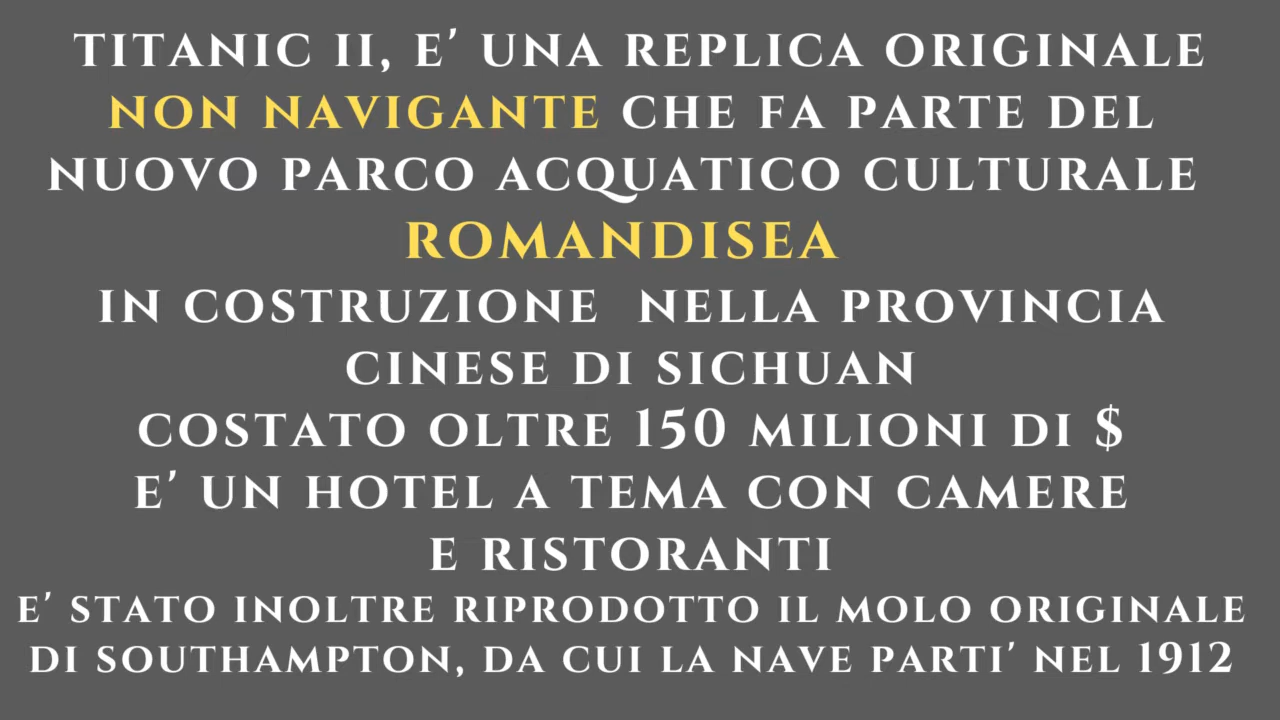 TITANIC II, E' UNA REPLICA ORIGINALE
NON NAVIGANTE CHE FA PARTE DEL
NUOVO PARCO ACQUATICO CULTURALE
ROMANDISEA
IN COSTRUZIONE NELLA PROVINCIA
CINESE DI SICHUAN
COSTATO OLTRE 150 MILIONI DI $
E' UN HOTEL A TEMA CON CAMERE
E RISTORANTI
E' STATO INOLTRE RIPRODOTTO IL MOLO ORIGINALE
DI SOUTHAMPTON, DA CUI LA NAVE PARTI' NEL 1912